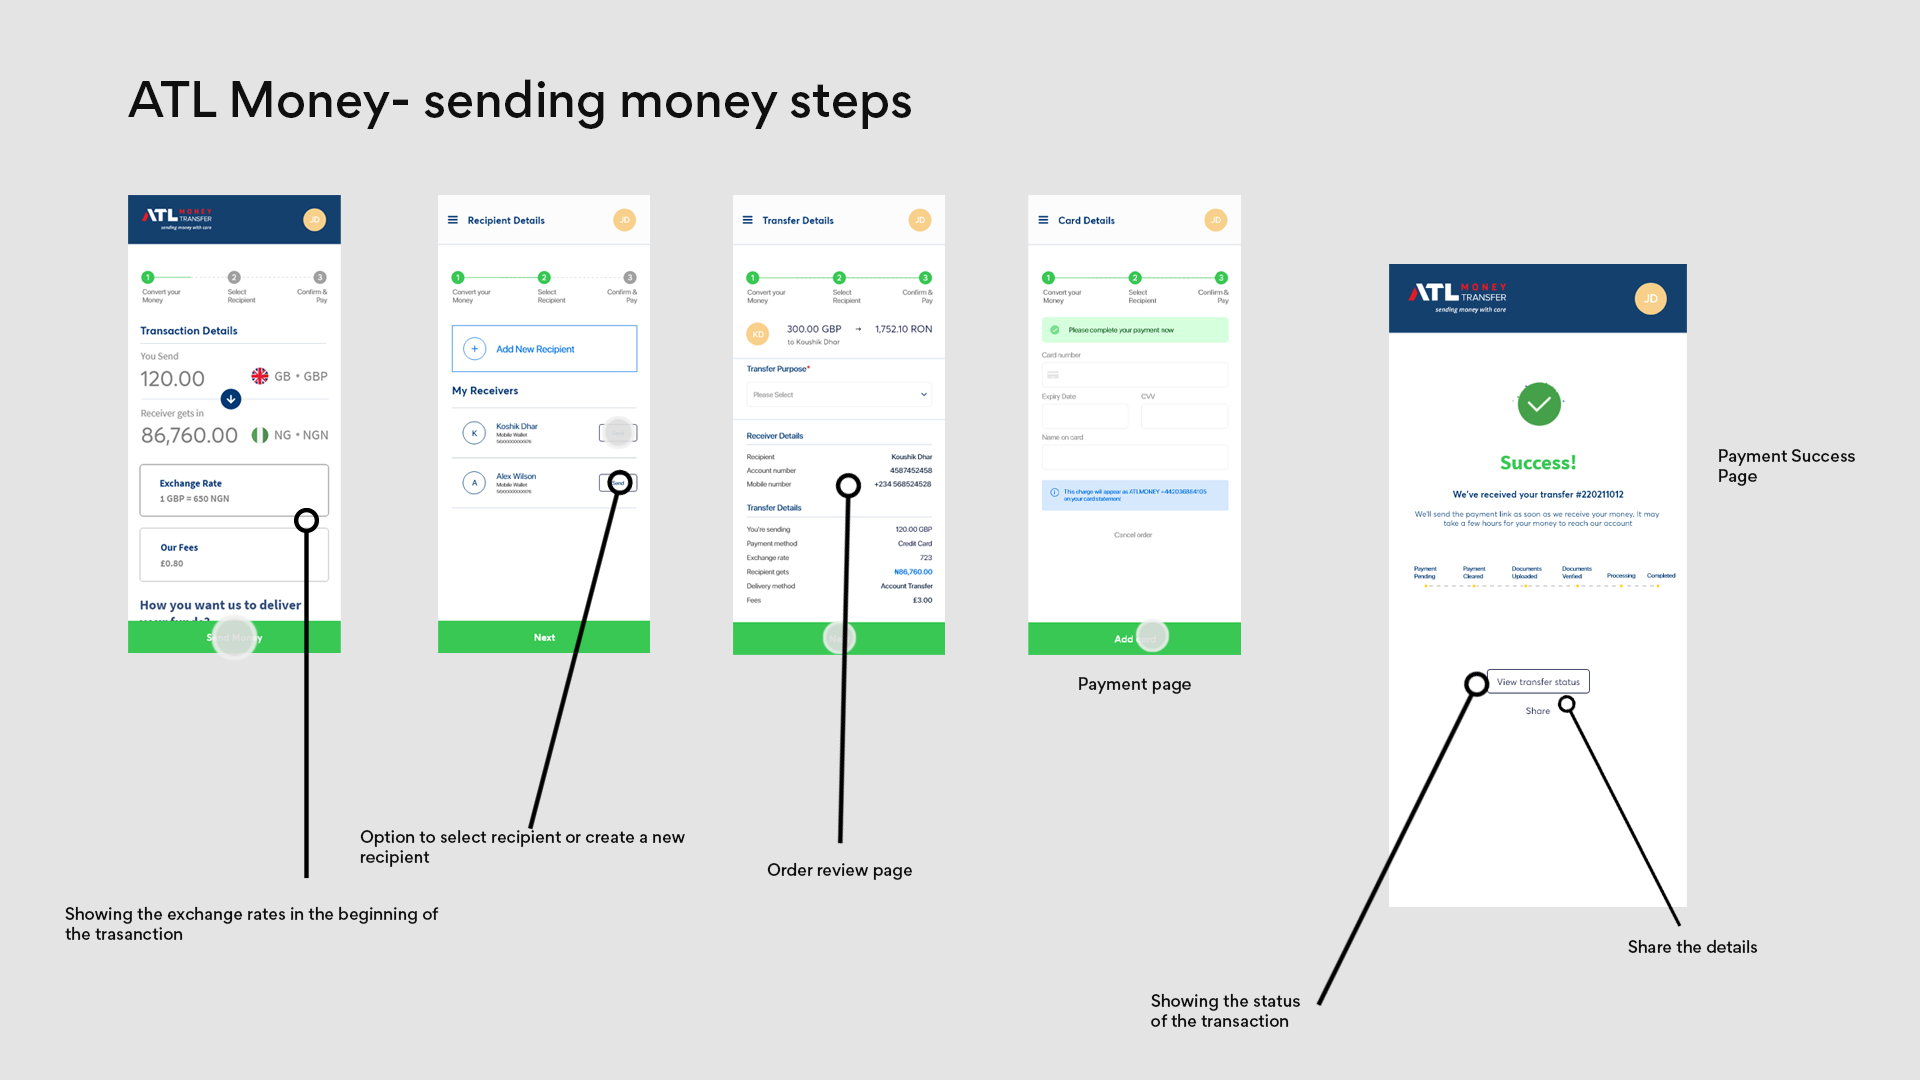 ATL Money- sending money steps
ATL MONEY
TRANSFER
sending money with care
JD
1
2
3
Convert your
Money
Select
Recipient
Confirm &
Pay
Transaction Details
You Send
120.00
GB • GBP
Receiver gets in
86,760.00
NG • NGN
Exchange Rate
1 GBP = 650 NGN
Our Fees
£0.80
How you want us to deliver
your funds?
Send Money
Recipient Details
JD
1
2
3
Convert your
Money
Select
Recipient
Confirm &
Pay
Add New Recipient
My Receivers
K
Koshik Dhar
Mobile Wallet
A
Alex Wilson
Mobile Wallet
Send
Next
Transfer Details
JD
1
2
3
Convert your
Money
Select
Recipient
Confirm &
Pay
KD
300.00 GBP → 1,752.10 RON
to Koushik Dhar
Transfer Purpose*
Please Select
Receiver Details
Recipient Koushik Dhar
Account number 4587452458
Mobile number +234 568524528
Transfer Details
You're sending 120.00 GBP
Payment method Credit Card
Exchange rate 723
Recipient gets ₦86,760.00
Delivery method Account Transfer
Fees £3.00
Card Details
JD
1
2
3
Convert your
Money
Select
Recipient
Confirm &
Pay
Please complete your payment now
Card number
Expiry Date
CVV
Name on card
This charge will appear as ATLMONEY +442036884105
on your card statement
Cancel order
Add
ATL MONEY
TRANSFER
sending money with care
JD
Success!
We've received your transfer #220211012
We'll send the payment link as soon as we receive your money, it may
take a few hours for your money to reach our account
Payment
Pending
Payment
Cleared
Documents
Uploaded
Documents
Verified
Processing
Completed
View transfer status
Share
Payment Success
Page
Payment page
Option to select recipient or create a new
recipient
Order review page
Showing the exchange rates in the beginning of
the trasanction
Share the details
Showing the status
of the transaction